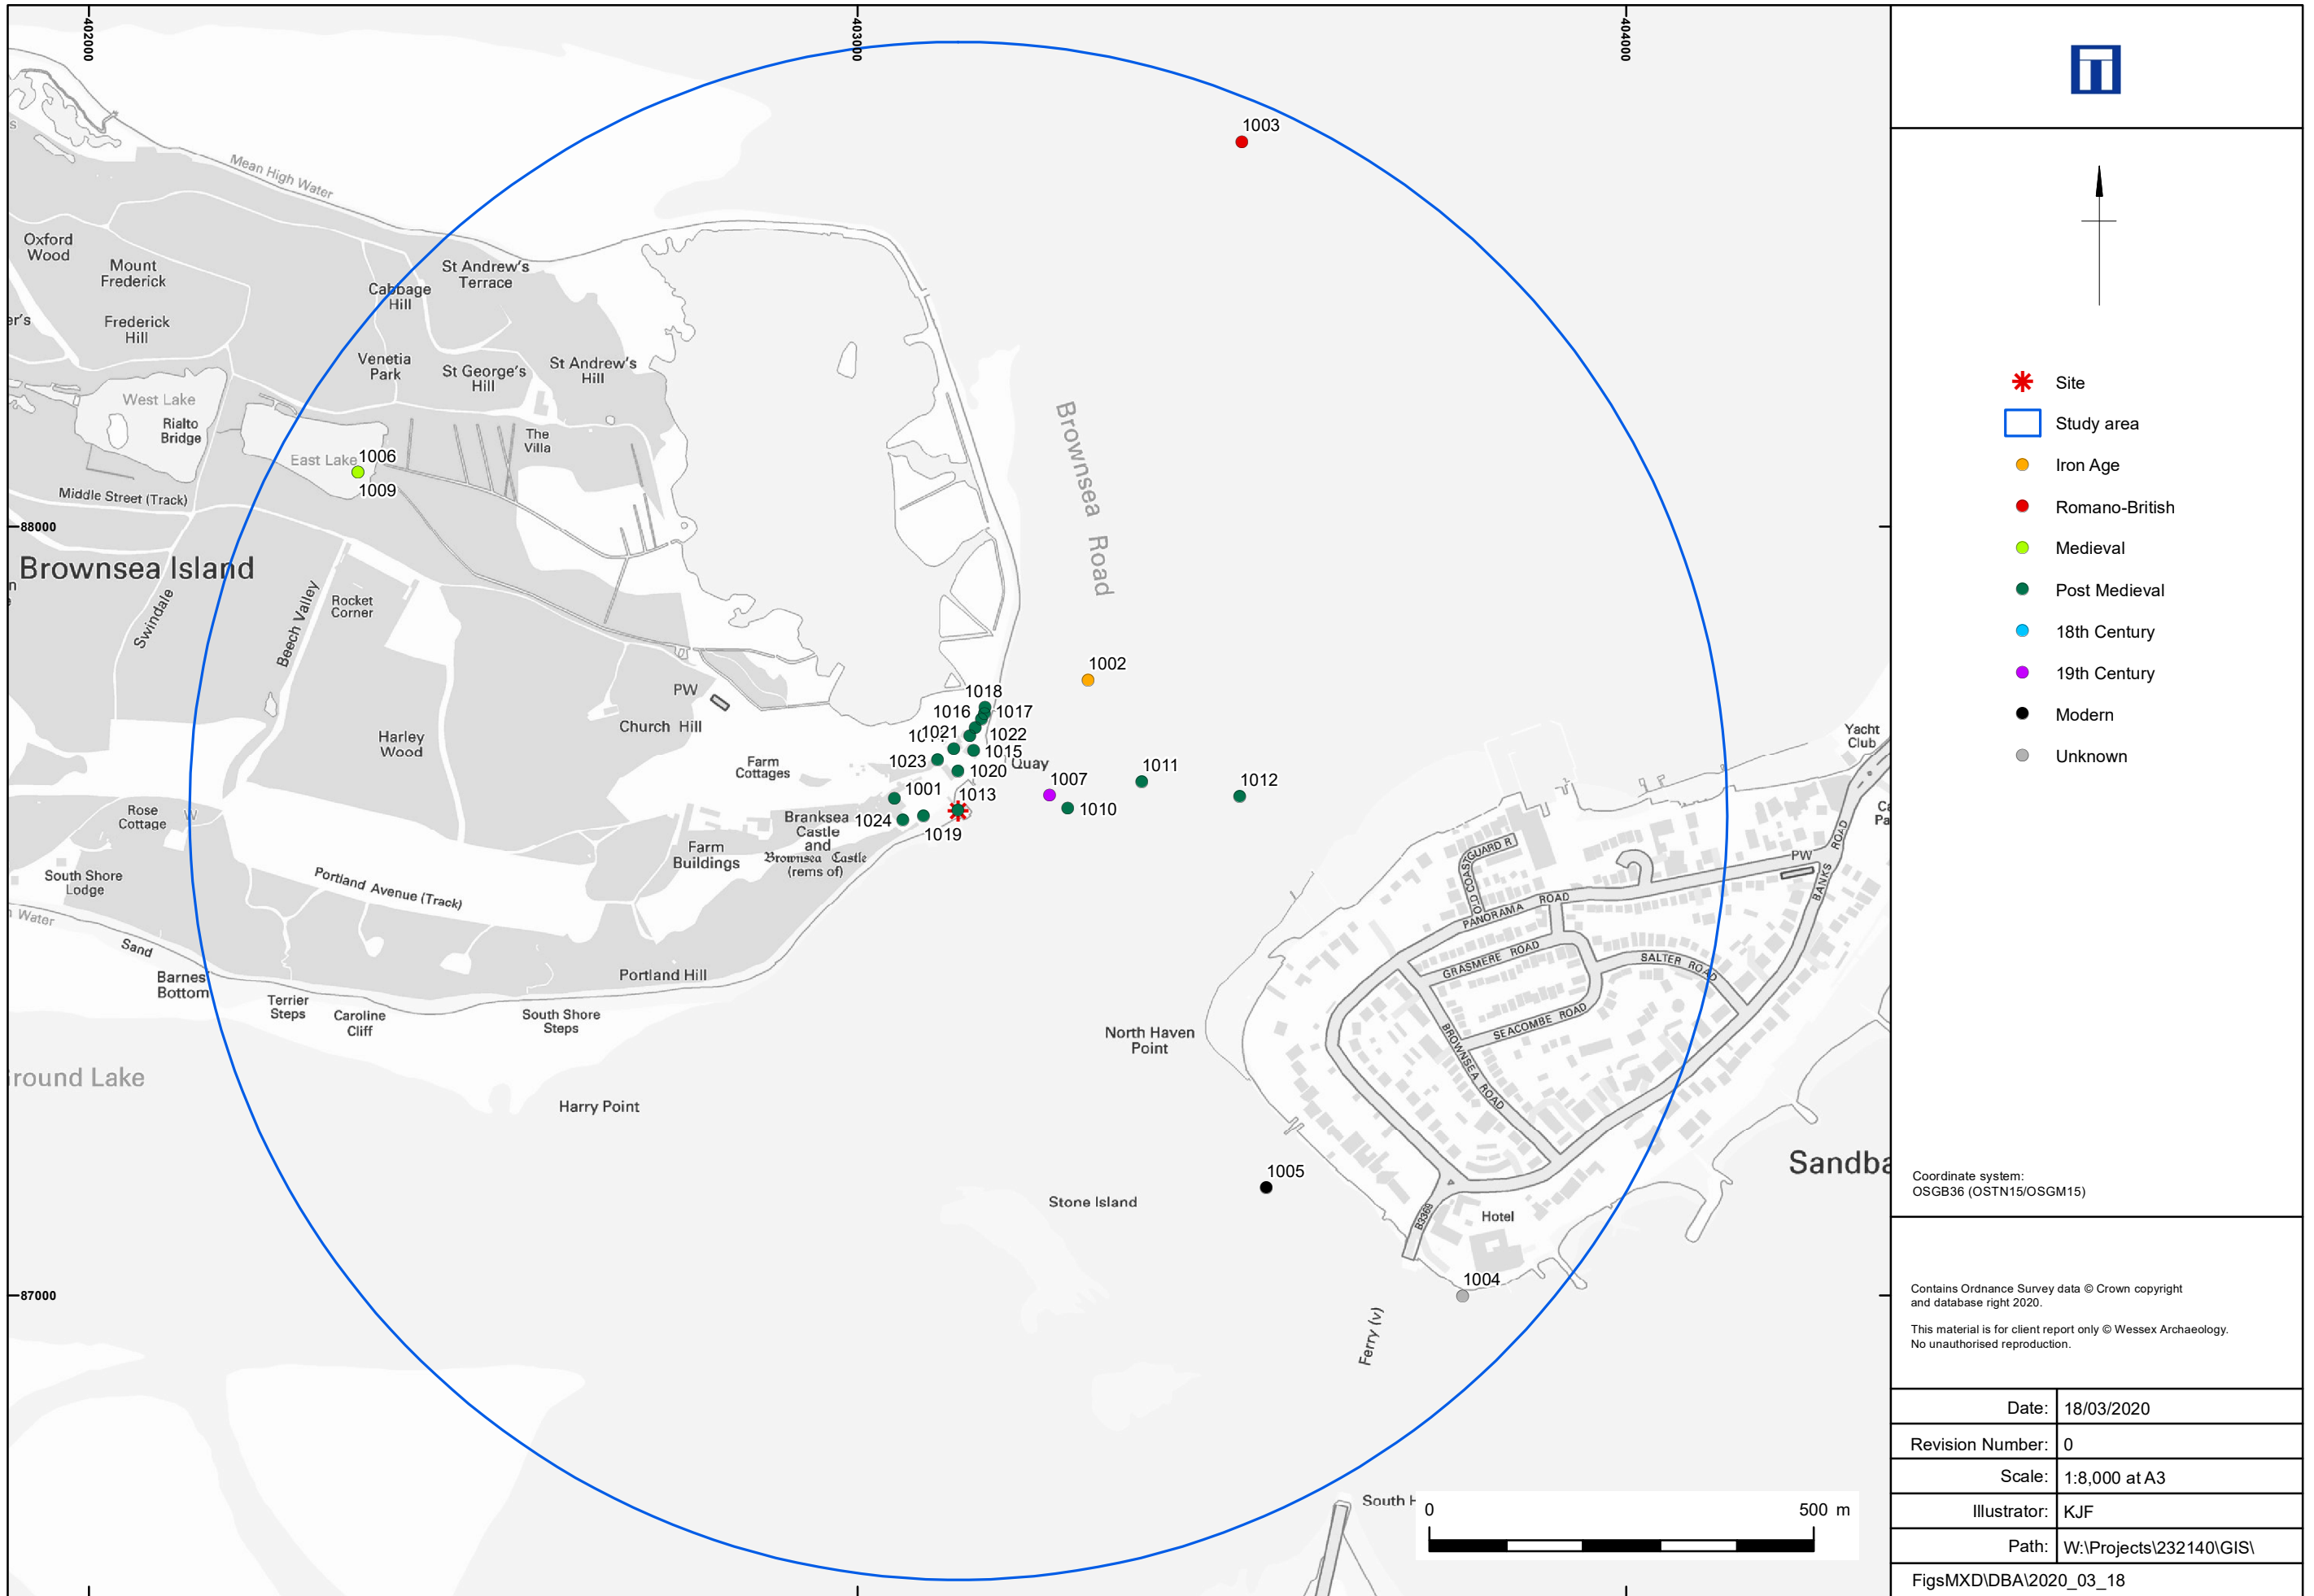 402000
403000
404000
88000
87000
s
Mean High Water
Oxford
Wood
Mount
Frederick
Frederick
Hill
er's
Cabbage
Hill
St Andrew's
Terrace
Venetia
Park
St George's
Hill
St Andrew's
Hill
West Lake
Rialto
Bridge
East Lake
1006
1009
The
Villa
Middle Street (Track)
Brownsea Island
n
Swindale
Beech Valley
Rocket
Corner
Brownsea Road
1003
1002
PW
Church Hill
Harley
Wood
Farm
Cottages
1018
1016
1017
1021
1022
1015
1023
1020
Quay
1001
1013
1007
1010
1011
1012
1024
1019
Rose
Cottage
W
South Shore
Lodge
Branksea
Castle
and
Brownsea Castle
(rems of)
Farm
Buildings
Portland Avenue (Track)
Water
Sand
Barnes
Bottom
Terrier
Steps
Caroline
Cliff
South Shore
Steps
Portland Hill
Harry Point
round Lake
North Haven
Point
Stone Island
1005
1004
Yacht
Club
Ca
Pa
PW
OLD COASTGUARD R
PANORAMA ROAD
BANKS ROAD
GRASMERE ROAD
SALTER ROAD
SEACOMBE ROAD
BROWNSEA ROAD
B3369
Hotel
Sandba
Ferry (v)
South H
0
500 m
Site
Study area
Iron Age
Romano-British
Medieval
Post Medieval
18th Century
19th Century
Modern
Unknown
Coordinate system:
OSGB36 (OSTN15/OSGM15)
Contains Ordnance Survey data © Crown copyright
and database right 2020.
This material is for client report only © Wessex Archaeology.
No unauthorised reproduction.
Date: 18/03/2020
Revision Number: 0
Scale: 1:8,000 at A3
Illustrator: KJF
Path: W:\Projects\232140\GIS\
FigsMXD\DBA\2020_03_18